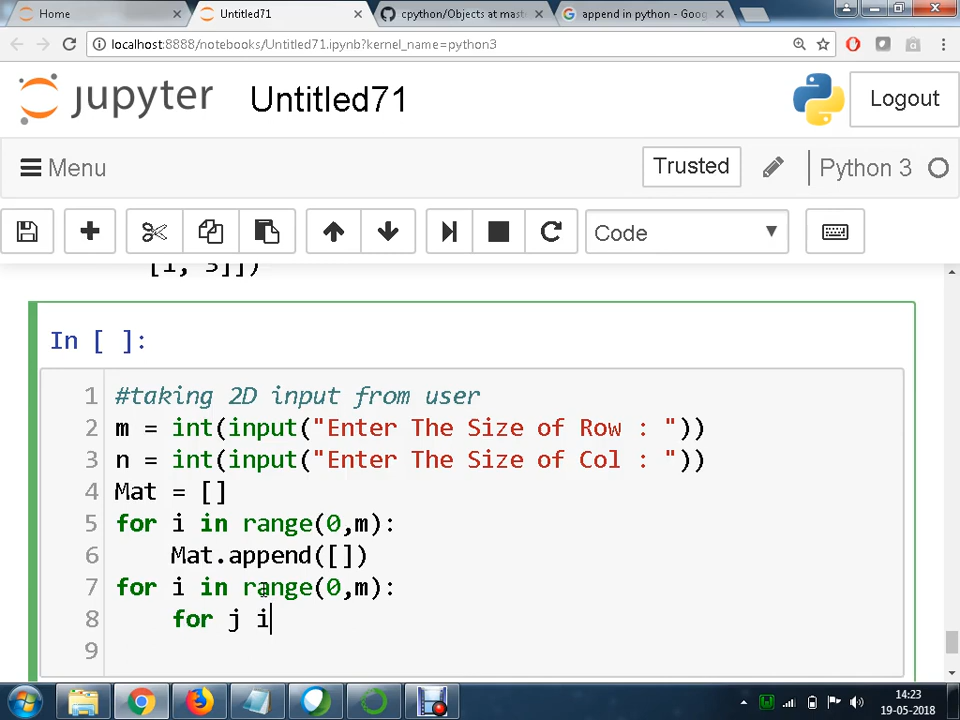 Home
Untitled71
cpython/Objects at mast
append in python - Goog
localhost:8888/notebooks/Untitled71.ipynb?kernel_name=python3
jupyter Untitled71
Logout
Menu
Trusted
Python 3
Code
[1, 3]])
In [ ]:
1 #taking 2D input from user
2 m = int(input("Enter The Size of Row : "))
3 n = int(input("Enter The Size of Col : "))
4 Mat = []
5 for i in range(0,m):
6     Mat.append([])
7 for i in range(0,m):
8     for j i
9
14:23
19-05-2018